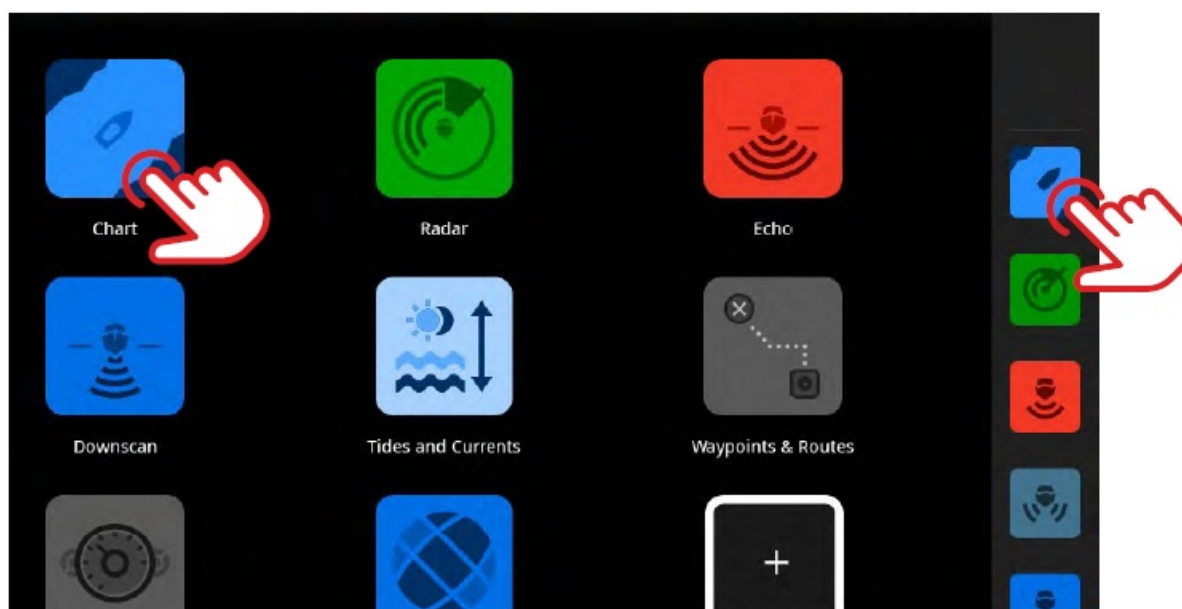 Chart
Radar
Echo
Downscan
Tides and Currents
Waypoints & Routes